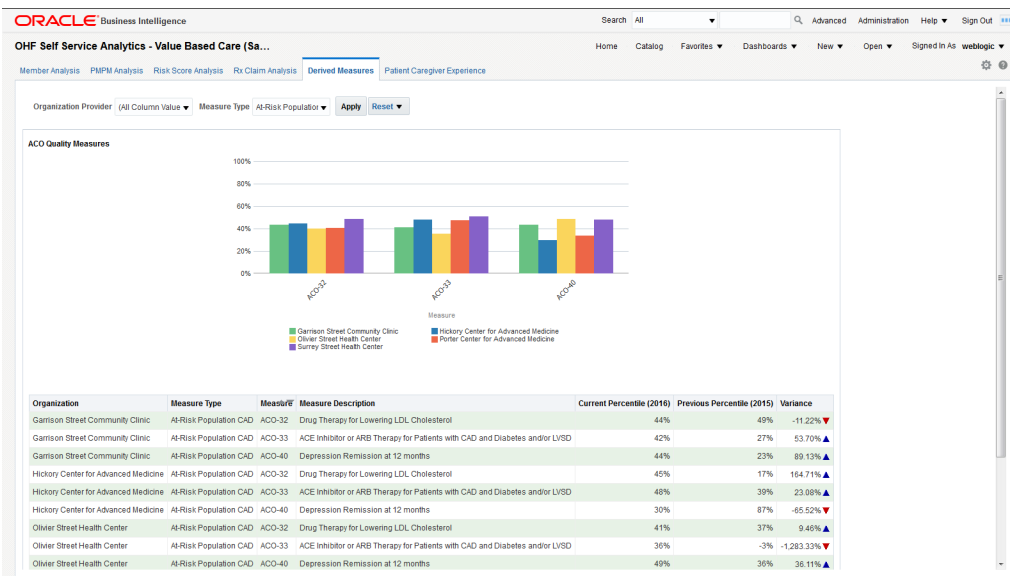 ORACLE Business Intelligence Search All Advanced Administration Help Sign Out
OHF Self Service Analytics - Value Based Care (Sa... Home Catalog Favorites Dashboards New Open Signed In As weblogic
Member Analysis PMPM Analysis Risk Score Analysis Rx Claim Analysis Derived Measures Patient Caregiver Experience
Organization Provider (All Column Value Measure Type At-Risk Population Apply Reset
ACO Quality Measures
100%
80%
60%
40%
20%
0%
ACO-32 ACO-33 ACO-40
Measure
Garrison Street Community Clinic Hickory Center for Advanced Medicine
Olivier Street Health Center Porter Center for Advanced Medicine
Surrey Street Health Center
Organization Measure Type Measure Measure Description Current Percentile (2016) Previous Percentile (2015) Variance
Garrison Street Community Clinic At-Risk Population CAD ACO-32 Drug Therapy for Lowering LDL Cholesterol 44% 49% -11.22%
Garrison Street Community Clinic At-Risk Population CAD ACO-33 ACE Inhibitor or ARB Therapy for Patients with CAD and Diabetes and/or LVSD 42% 27% 53.70%
Garrison Street Community Clinic At-Risk Population CAD ACO-40 Depression Remission at 12 months 44% 23% 89.13%
Hickory Center for Advanced Medicine At-Risk Population CAD ACO-32 Drug Therapy for Lowering LDL Cholesterol 45% 17% 164.71%
Hickory Center for Advanced Medicine At-Risk Population CAD ACO-33 ACE Inhibitor or ARB Therapy for Patients with CAD and Diabetes and/or LVSD 48% 39% 23.08%
Hickory Center for Advanced Medicine At-Risk Population CAD ACO-40 Depression Remission at 12 months 30% 87% -65.52%
Olivier Street Health Center At-Risk Population CAD ACO-32 Drug Therapy for Lowering LDL Cholesterol 41% 37% 9.46%
Olivier Street Health Center At-Risk Population CAD ACO-33 ACE Inhibitor or ARB Therapy for Patients with CAD and Diabetes and/or LVSD 36% -3% -1,283.33%
Olivier Street Health Center At-Risk Population CAD ACO-40 Depression Remission at 12 months 49% 36% 36.11%